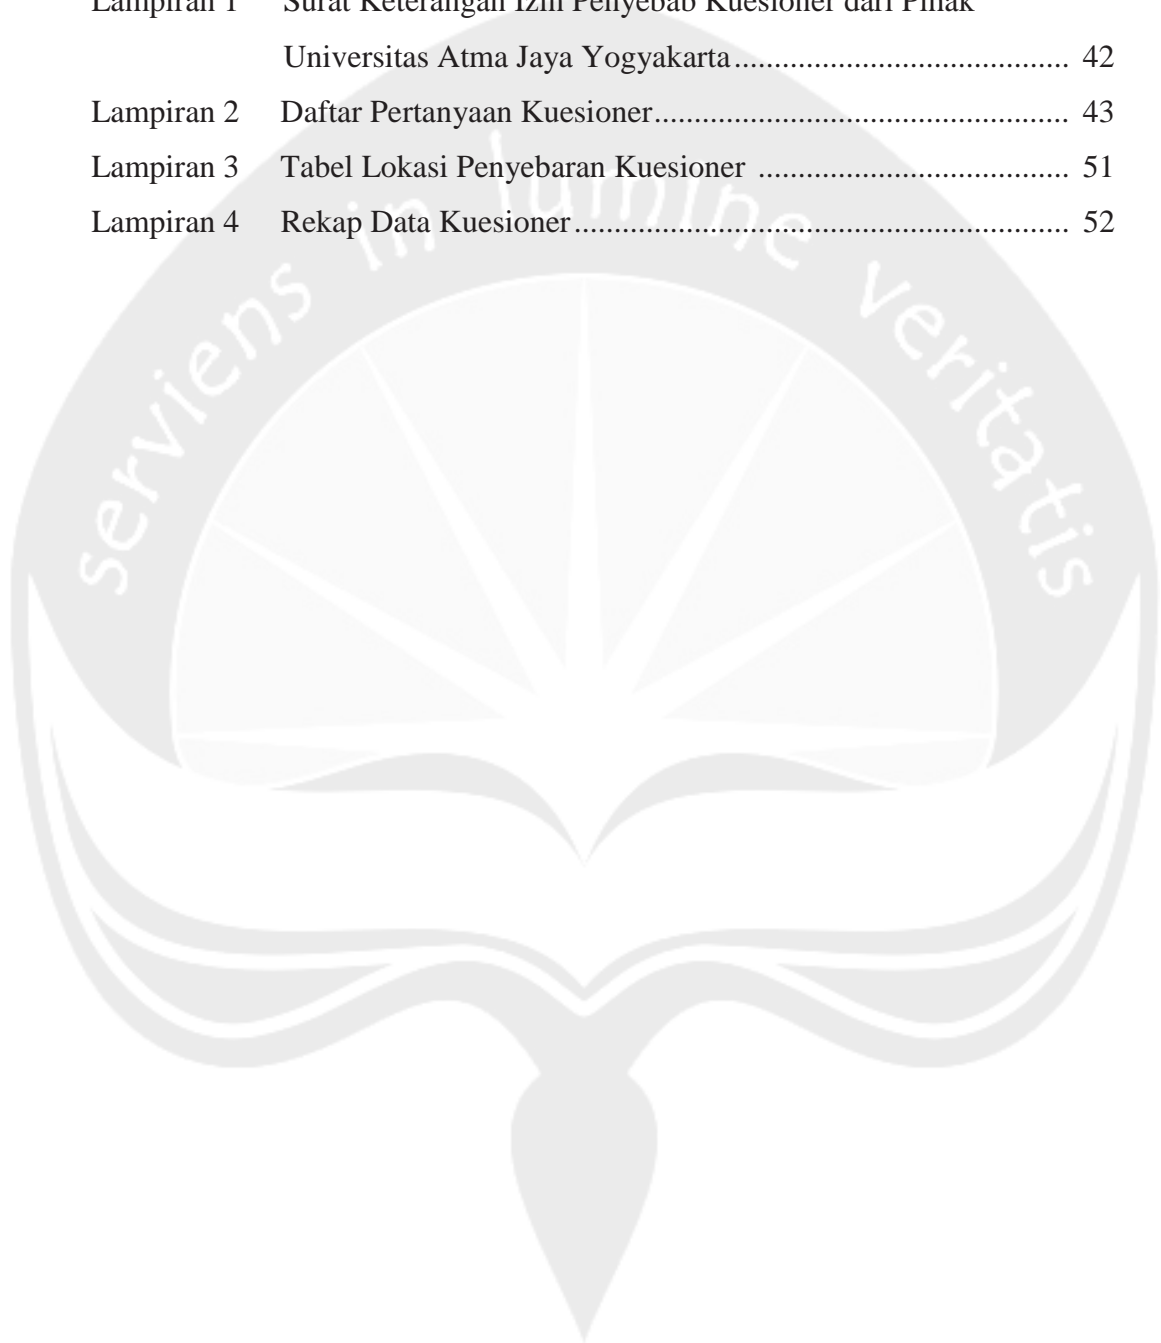 Lampiran 1 Surat Keterangan Izin Penyebab Kuesioner dari Pihak
Universitas Atma Jaya Yogyakarta ........................................ 42
Lampiran 2 Daftar Pertanyaan Kuesioner .................................................. 43
Lampiran 3 Tabel Lokasi Penyebaran Kuesioner ..................................... 51
Lampiran 4 Rekap Data Kuesioner ............................................................ 52
serviens in lumine veritatis